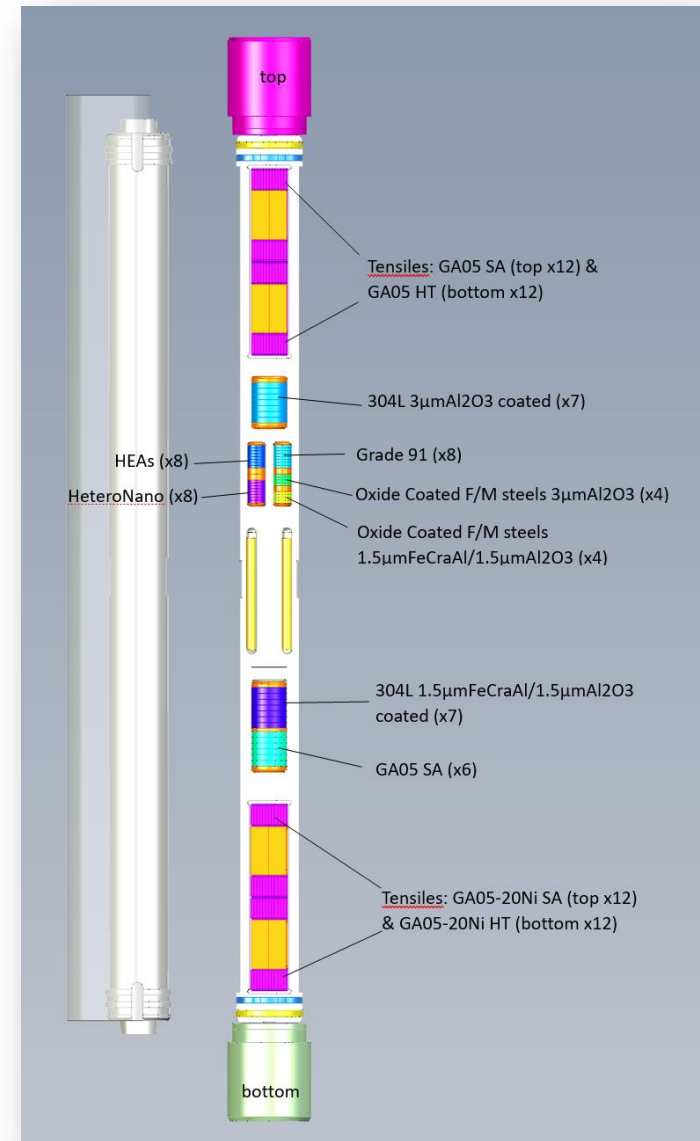 top
Tensiles: GA05 SA (top x12) &
GA05 HT (bottom x12)
304L 3µmAl2O3 coated (x7)
HEAs (x8)
Grade 91 (x8)
HeteroNano (x8)
Oxide Coated F/M steels 3µmAl2O3 (x4)
Oxide Coated F/M steels
1.5µmFeCraAl/1.5µmAl2O3 (x4)
304L 1.5µmFeCraAl/1.5µmAl2O3
coated (x7)
GA05 SA (x6)
Tensiles: GA05-20Ni SA (top x12)
& GA05-20Ni HT (bottom x12)
bottom